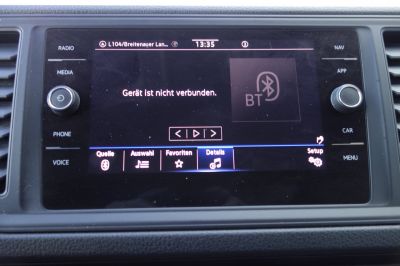 RADIO
MEDIA
PHONE
VOICE
L104/Breitenauer Lan...
13:35
Gerät ist nicht verbunden.
BT
Quelle
Auswahl
Favoriten
Details
Setup
NAV
APP
CAR
MENU